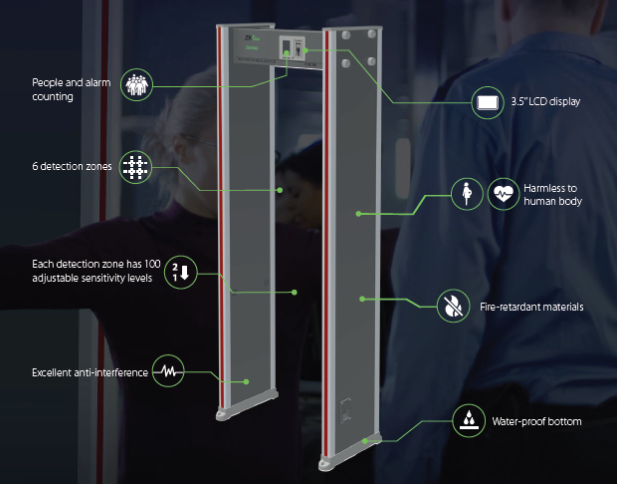 People and alarm
counting
3.5" LCD display
6 detection zones
Harmless to
human body
Each detection zone has 100
adjustable sensitivity levels
2
1
Fire-retardant materials
Excellent anti-interference
Water-proof bottom